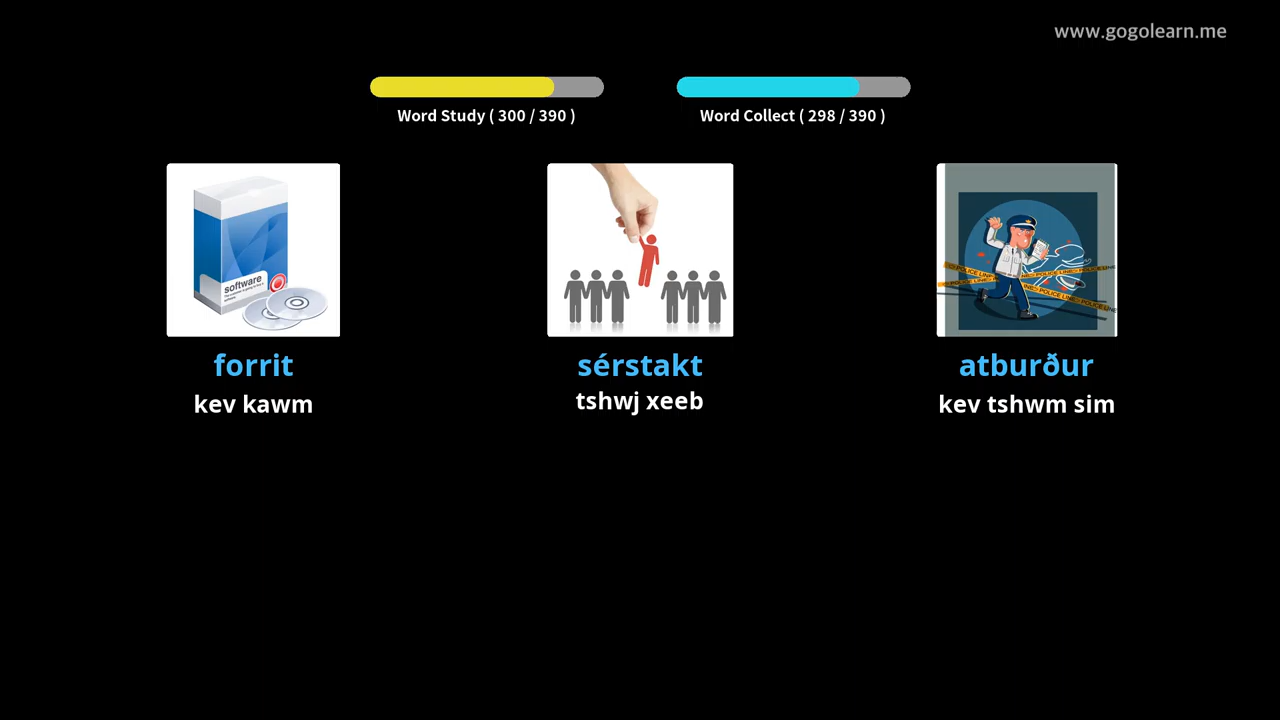 www.gogolearn.me
Word Study ( 300 / 390 )
Word Collect ( 298 / 390 )
software
forrit
sérstakt
atburður
kev kawm
tshwj xeeb
kev tshwm sim